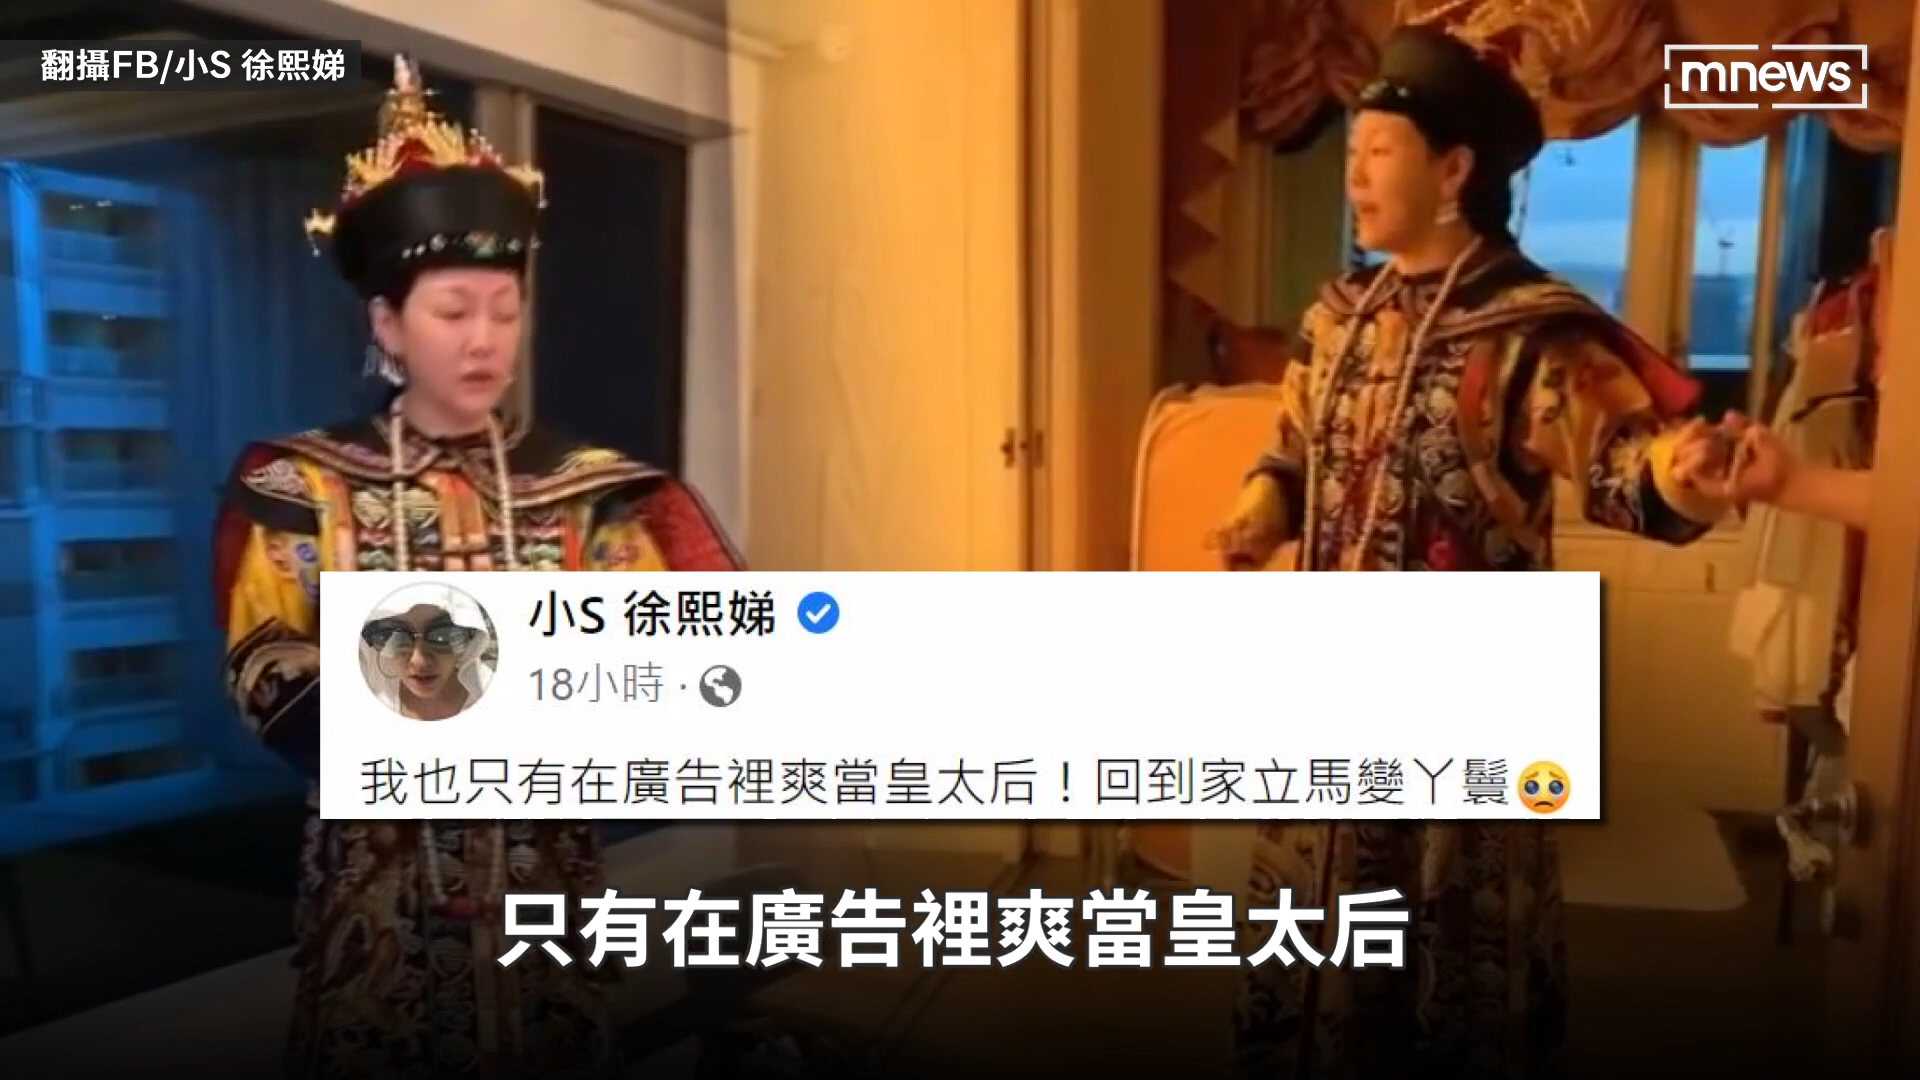 翻攝FB/小S 徐熙娣
mnews
小S 徐熙娣
18小時 ·
我也只有在廣告裡爽當皇太后！回到家立馬變丫鬟🥺
只有在廣告裡爽當皇太后